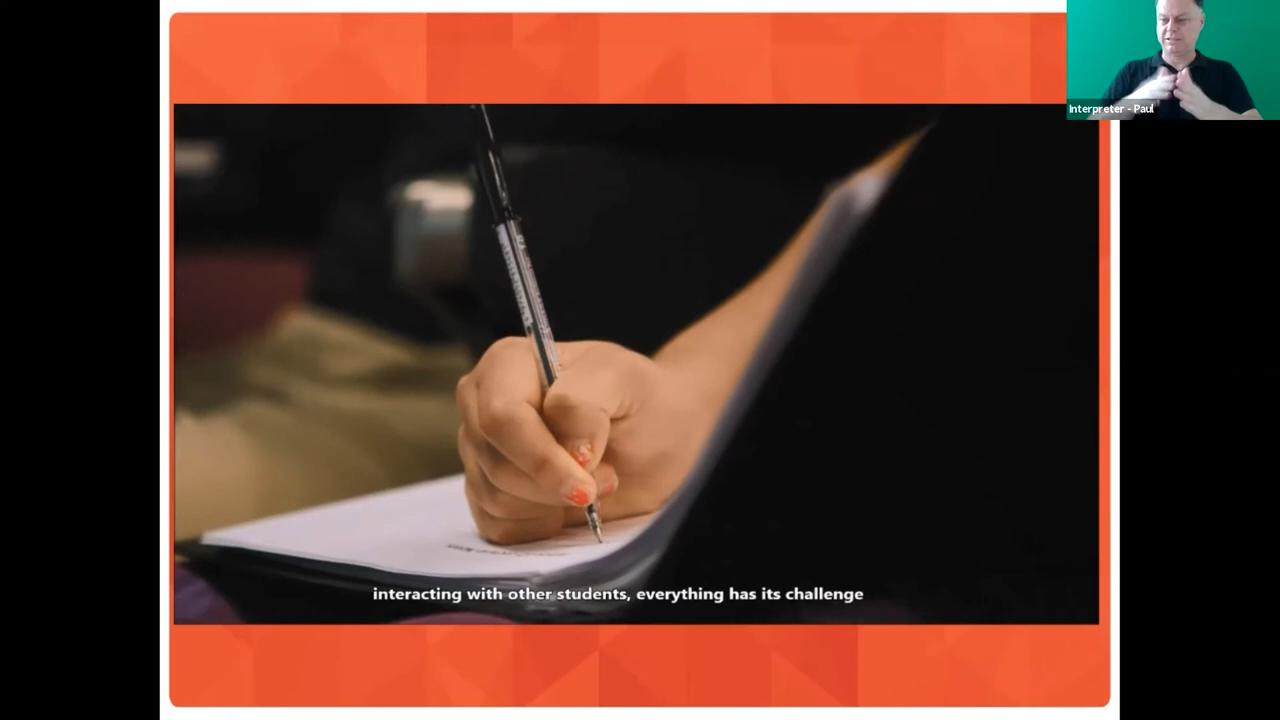 Interpreter - Paul
interacting with other students, everything has its challenge